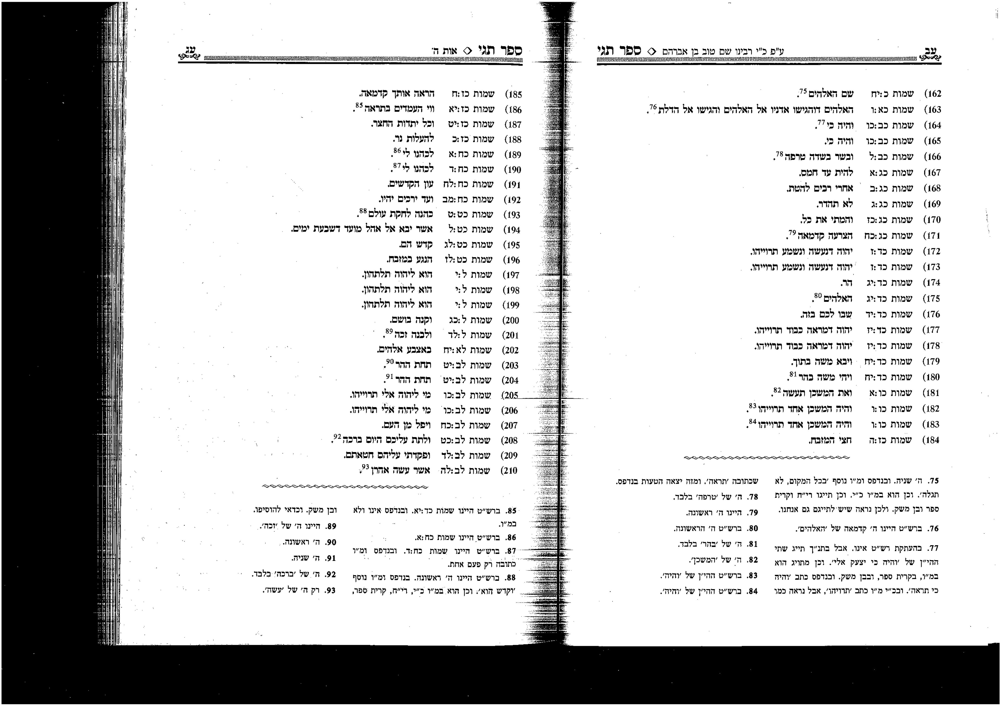 עב
ע"פ כ"י רבינו שם טוב בן אברהם ◇ ספר תגי
162) שמות כ:יח שם האלהים75.
163) שמות כא:ו האלהים דוהגישו אדניו אל האלהים והגישו אל הדלת76.
164) שמות כב:כו והיה כי77.
165) שמות כב:כו והיה כי.
166) שמות כב:ל ובשר בשדה טרפה78.
167) שמות כג:א להית עד חמס.
168) שמות כג:ב אחרי רבים להטת.
169) שמות כג:ג לא תהדר.
170) שמות כג:כז והמתי את כל.
171) שמות כג:כח הצרעה קדמאה79.
172) שמות כד:ז יהוה דנעשה ונשמע תרוייהו.
173) שמות כד:ז יהוה דנעשה ונשמע תרוייהו.
174) שמות כד:יג הר.
175) שמות כד:יג האלהים80.
176) שמות כד:יד שבו לכם בזה.
177) שמות כד:יז יהוה דמראה כבוד תרוייהו.
178) שמות כד:יז יהוה דמראה כבוד תרוייהו.
179) שמות כד:יח ויבא משה בתוך.
180) שמות כד:יח ויהי משה בהר81.
181) שמות כו:א ואת המשכן תעשה82.
182) שמות כו:ו והיה המשכן אחד תרוייהו83.
183) שמות כו:ו והיה המשכן אחד תרוייהו84.
184) שמות כז:ה חצי המזבח.
75. ה' שניה. ובנדפס ומ"ו נוסף 'בכל המקום, לא
תגלה'. וכן הוא במ"ו כ"י. וכן תייגו רי"ח וקרית
ספר ובן משק. ולכן נראה שיש לתייגם גם אנחנו.
76. ברש"ט היינו ה' קדמאה של 'האלהים'.
77. בהעתקת רש"ט אינו. אבל בתנ"ך תייג שתי
ההי"ן של 'והיה כי יצעק אלי'. וכן מתויג הוא
במ"ו, בקרית ספר, ובבן משק. ובנדפס כתב 'והיה
כי תראה'. ובכ"י מ"ו כתב 'תרויהו', אבל נראה כמו
שכתובה 'תראה'. ומזה יצאה הטעות בנדפס.
78. ה' של 'טרפה' בלבד.
79. היינו ה' ראשונה.
80. ברש"ט ה' הראשונה.
81. ה' של 'בהר' בלבד.
82. ה' של 'המשכן'.
83. ברש"ט ההי'ן של 'והיה'.
84. ברש"ט ההי'ן של 'והיה'.
ספר תגי ◇ אות ה'
עג
185) שמות כז:ח הראה אותך קדמאה.
186) שמות כז:יא ווי העמדים בתראה85.
187) שמות כז:יט וכל יתדות החצר.
188) שמות כז:כ להעלות נר.
189) שמות כח:א לכהנו לי86.
190) שמות כח:ד לכהנו לי87.
191) שמות כח:לח עון הקדשים.
192) שמות כח:מב ועד ירכים יהיו.
193) שמות כט:ט כהנה לחקת עולם88.
194) שמות כט:ל אשר יבא אל אהל מועד דשבעת ימים.
195) שמות כט:לג קדש הם.
196) שמות כט:לז הנגע במזבח.
197) שמות ל:י הוא ליהוה תלתהון.
198) שמות ל:י הוא ליהוה תלתהון.
199) שמות ל:י הוא ליהוה תלתהון.
200) שמות ל:כג וקנה בושם.
201) שמות ל:לד ולבנה זכה89.
202) שמות לא:יח באצבע אלהים.
203) שמות לב:יט תחת ההר90.
204) שמות לב:יט תחת ההר91.
205) שמות לב:כו מי ליהוה אלי תרוייהו.
206) שמות לב:כו מי ליהוה אלי תרוייהו.
207) שמות לב:כח ויפל מן העם.
208) שמות לב:כט ולתת עליכם היום ברכה92.
209) שמות לב:לד ופקדתי עליהם חטאתם.
210) שמות לב:לה אשר עשה אהרן93.
85. ברש"ט היינו שמות כד:יא. ובנדפס אינו ולא
במ"ו.
86. ברש"ט היינו שמות כח:א.
87. ברש"ט היינו שמות כח:ד. ובנדפס ומ"ו
כתובה רק פעם אחת.
88. ברש"ט היינו ה' ראשונה. בנדפס ומ"ו נוסף
'וקדש הוא'. וכן הוא במ"ו כ"י, רי"ח, קרית ספר,
ובן משק. וכדאי להוסיפו.
89. היינו ה' של 'זכה'.
90. ה' ראשונה.
91. ה' שניה.
92. ה' של 'ברכה' בלבד.
93. רק ה' של 'עשה'.